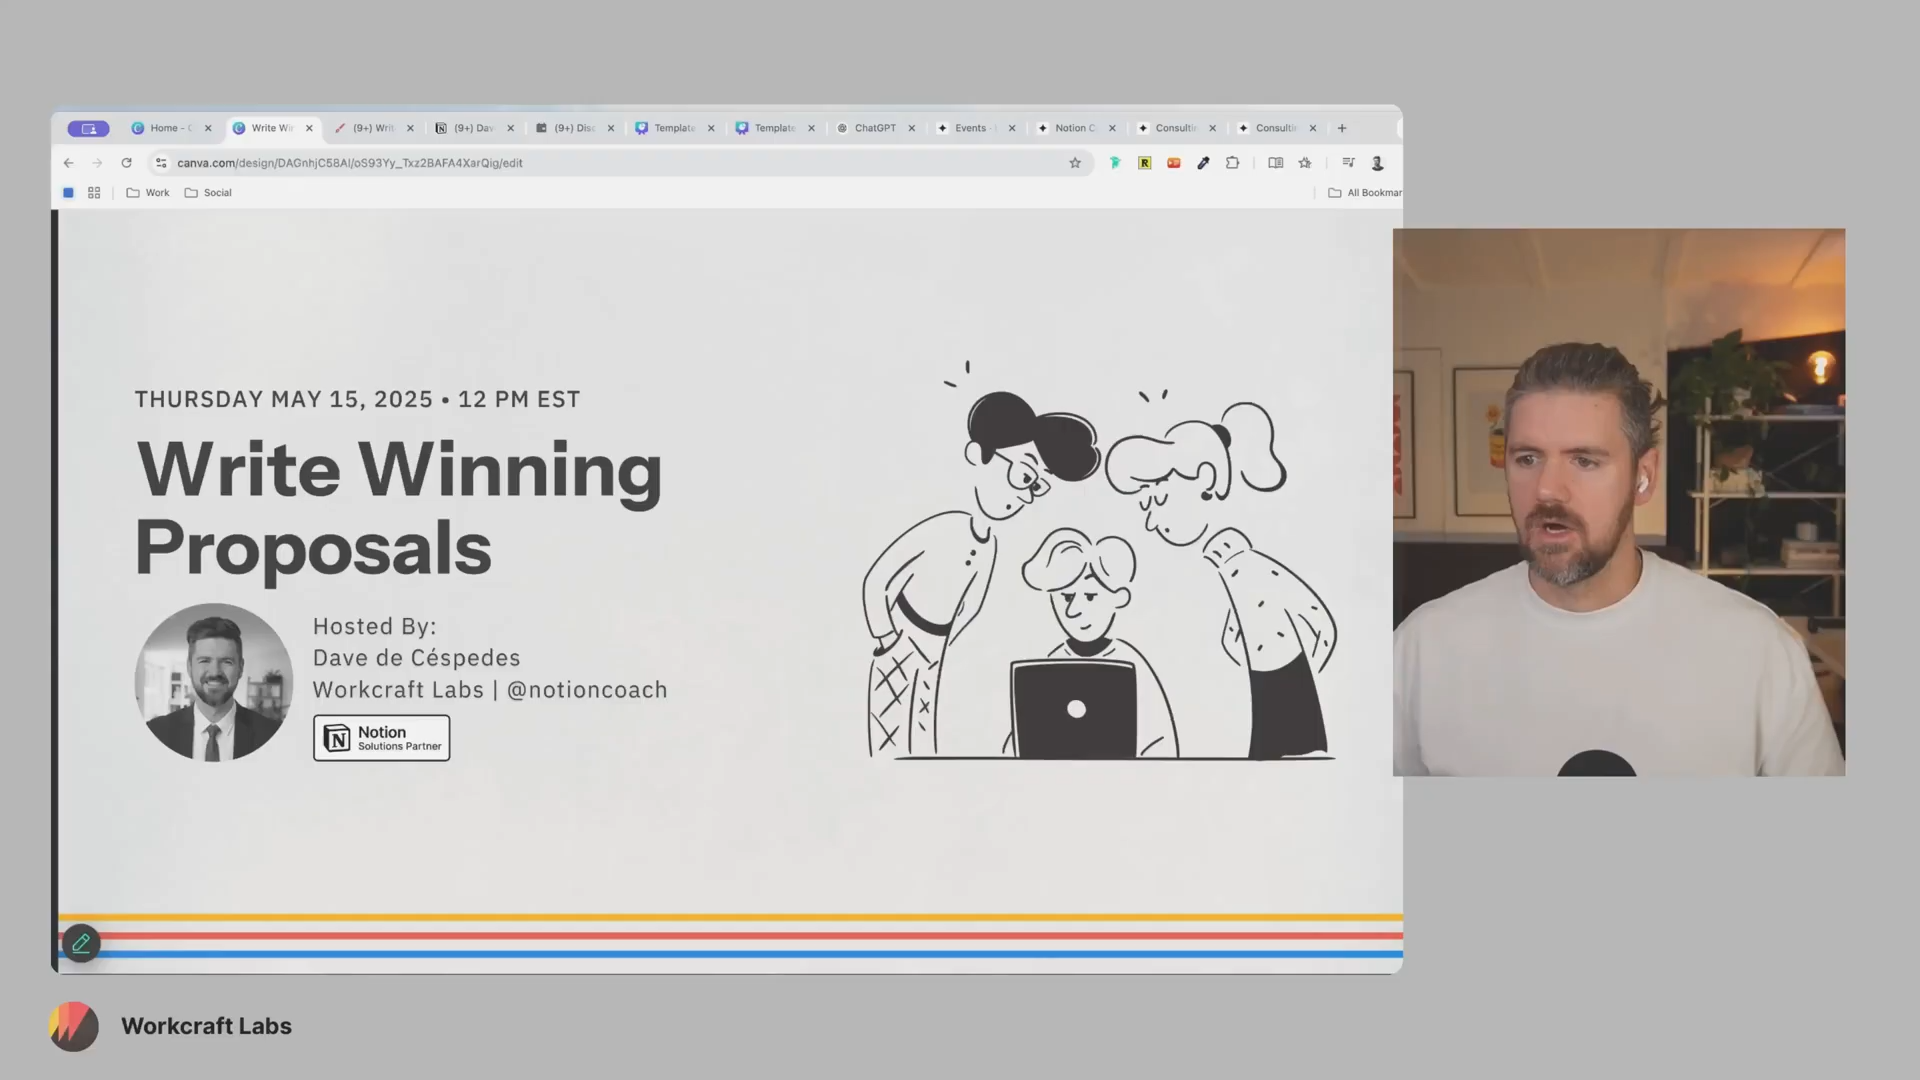 Home - C
Write Wi
(9+) Writ
(9+) Dav
(9+) Disc
Template
Template
ChatGPT
Events -
Notion C
Consultin
Consultin
canva.com/design/DAGnhjC58AI/oS93Yy_Txz2BAFA4XarQig/edit
Work
Social
All Bookmar
THURSDAY MAY 15, 2025 • 12 PM EST
Write Winning
Proposals
Hosted By:
Dave de Céspedes
Workcraft Labs | @notioncoach
Notion
Solutions Partner
Workcraft Labs